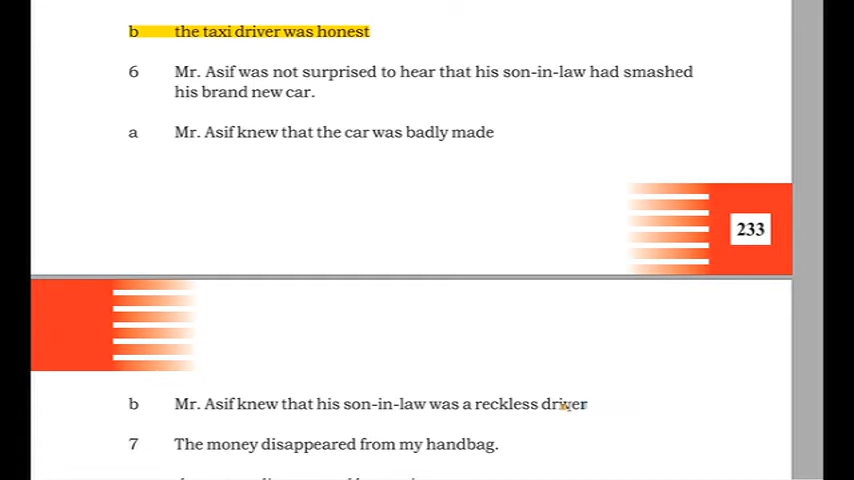 b the taxi driver was honest
6 Mr. Asif was not surprised to hear that his son-in-law had smashed
his brand new car.
a Mr. Asif knew that the car was badly made
233
b Mr. Asif knew that his son-in-law was a reckless driver
7 The money disappeared from my handbag.